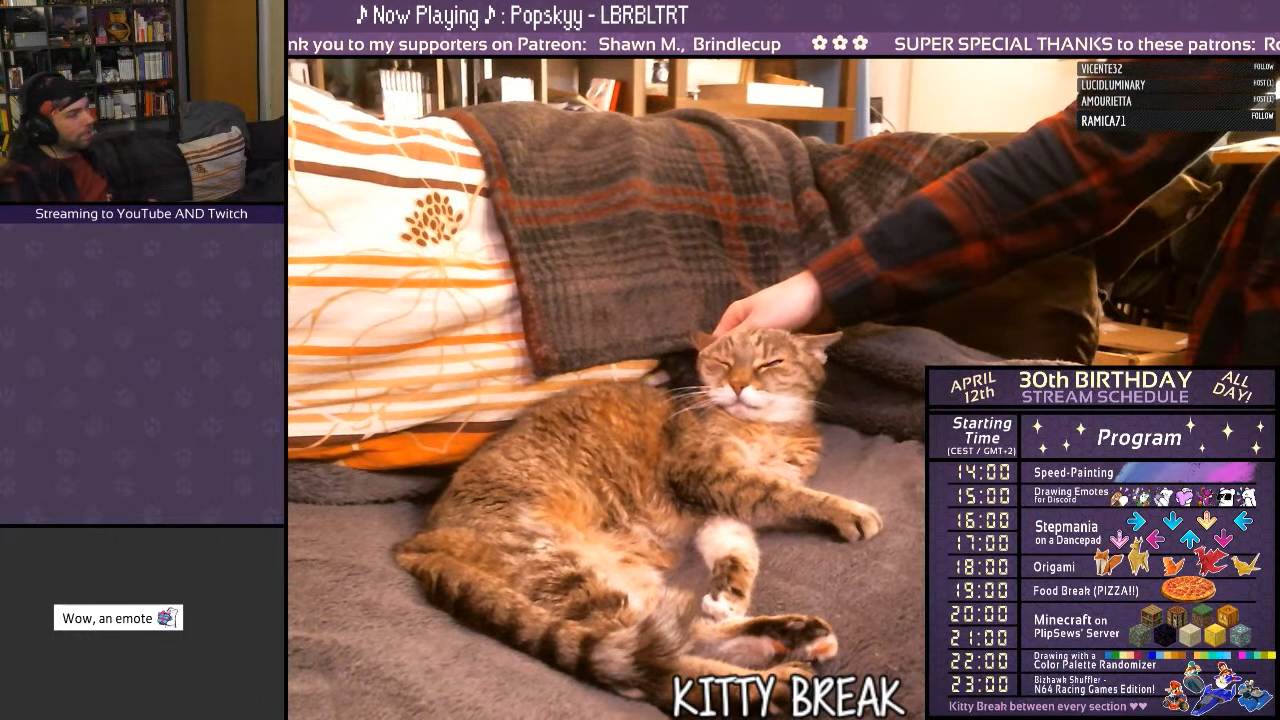 ♪ Now Playing ♪ : Popskyy - LBRBLTRT
nk you to my supporters on Patreon: Shawn M., Brindlecup ✿ ✿ ✿ SUPER SPECIAL THANKS to these patrons: Ro
VICENTE32 FOLLOW
LUCIDLUMINARY HOST
AMOURIETTA HOST
RAMICA71 FOLLOW
Streaming to YouTube AND Twitch
Wow, an emote
APRIL 12th
30th BIRTHDAY
STREAM SCHEDULE
ALL DAY!
Starting Time
(CEST / GMT+2)
Program
14:00 Speed-Painting
15:00 Drawing Emotes
for Discord
16:00
17:00
Stepmania
on a Dancepad
18:00 Origami
19:00 Food Break (PIZZA!!)
20:00
21:00
Minecraft on
PlipSews' Server
22:00 Drawing with a
Color Palette Randomizer
23:00 Bizhawk Shuffler -
N64 Racing Games Edition!
Kitty Break between every section ♥♥
KITTY BREAK